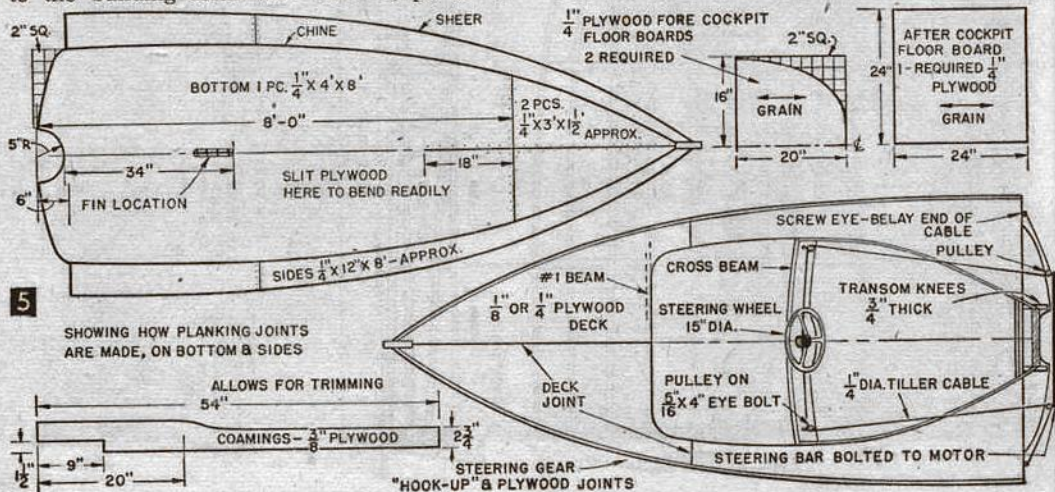 SHEER
CHINE
2" SQ.
BOTTOM 1 PC. 1/4" X 4' X 8'
8'-0"
2 PCS.
1/4" X 3' X 1 1/2'
APPROX.
5" R
34"
18"
SLIT PLYWOOD
HERE TO BEND READILY
6"
FIN LOCATION
SIDES 1/4" X 12" X 8'-APPROX.
1/4" PLYWOOD FORE COCKPIT
FLOOR BOARDS
2 REQUIRED
2" SQ.
16"
GRAIN
20"
℄
AFTER COCKPIT
FLOOR BOARD
1-REQUIRED 1/4"
PLYWOOD
24"
GRAIN
24"
5
SHOWING HOW PLANKING JOINTS
ARE MADE, ON BOTTOM & SIDES
ALLOWS FOR TRIMMING
54"
COAMINGS-3/8" PLYWOOD
2 3/4"
1 1/2"
9"
20"
SCREW EYE-BELAY END OF
CABLE
PULLEY
#1 BEAM
CROSS BEAM
1/8" OR 1/4" PLYWOOD
DECK
STEERING WHEEL
15" DIA.
TRANSOM KNEES
3/4" THICK
DECK
JOINT
PULLEY ON
5/16" X 4" EYE BOLT
1/4" DIA. TILLER CABLE
STEERING BAR BOLTED TO MOTOR
STEERING GEAR
"HOOK-UP" & PLYWOOD JOINTS